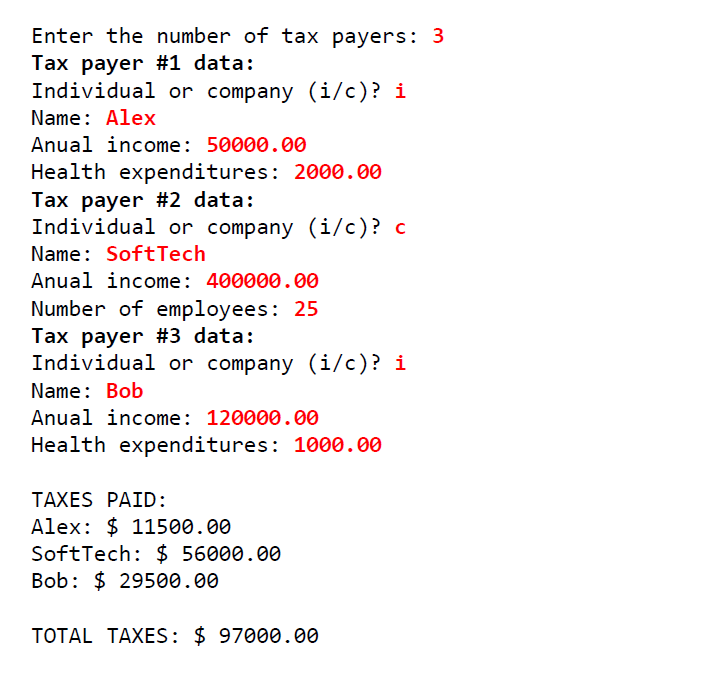 Enter the number of tax payers: 3
Tax payer #1 data:
Individual or company (i/c)? i
Name: Alex
Anual income: 50000.00
Health expenditures: 2000.00
Tax payer #2 data:
Individual or company (i/c)? c
Name: SoftTech
Anual income: 400000.00
Number of employees: 25
Tax payer #3 data:
Individual or company (i/c)? i
Name: Bob
Anual income: 120000.00
Health expenditures: 1000.00
TAXES PAID:
Alex: $ 11500.00
SoftTech: $ 56000.00
Bob: $ 29500.00
TOTAL TAXES: $ 97000.00